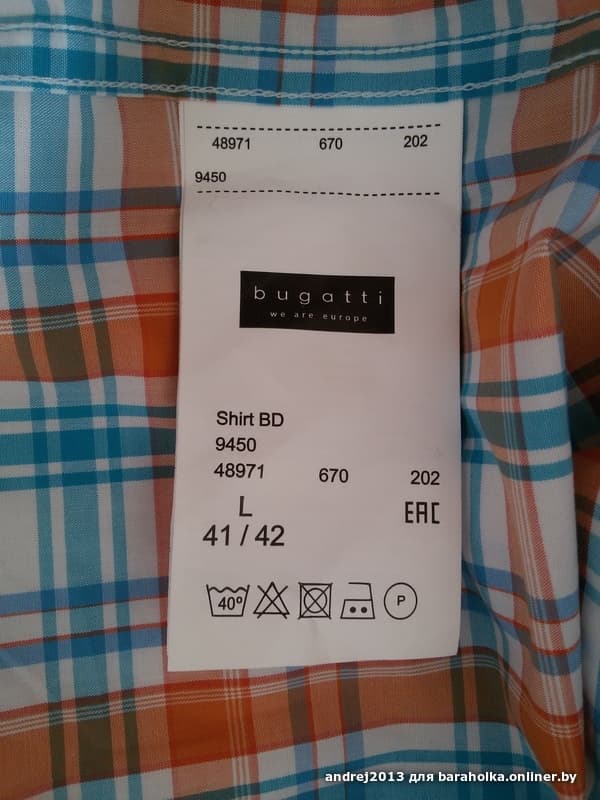 48971 670 202
9450
bugatti
we are europe
Shirt BD
9450
48971 670 202
L EAC
41 / 42
40° P
andrej2013 для baraholka.onliner.by